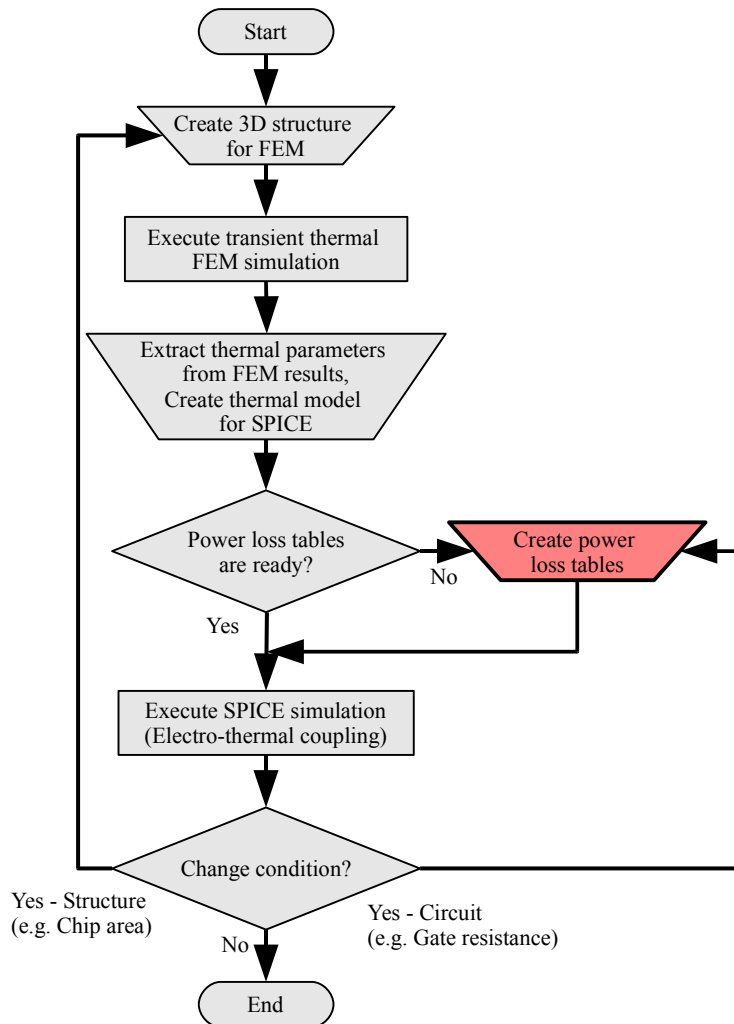 Start
Create 3D structure
for FEM
Execute transient thermal
FEM simulation
Extract thermal parameters
from FEM results,
Create thermal model
for SPICE
Power loss tables
are ready?
No
Create power
loss tables
Yes
Execute SPICE simulation
(Electro-thermal coupling)
Change condition?
Yes - Structure
(e.g. Chip area)
Yes - Circuit
(e.g. Gate resistance)
No
End